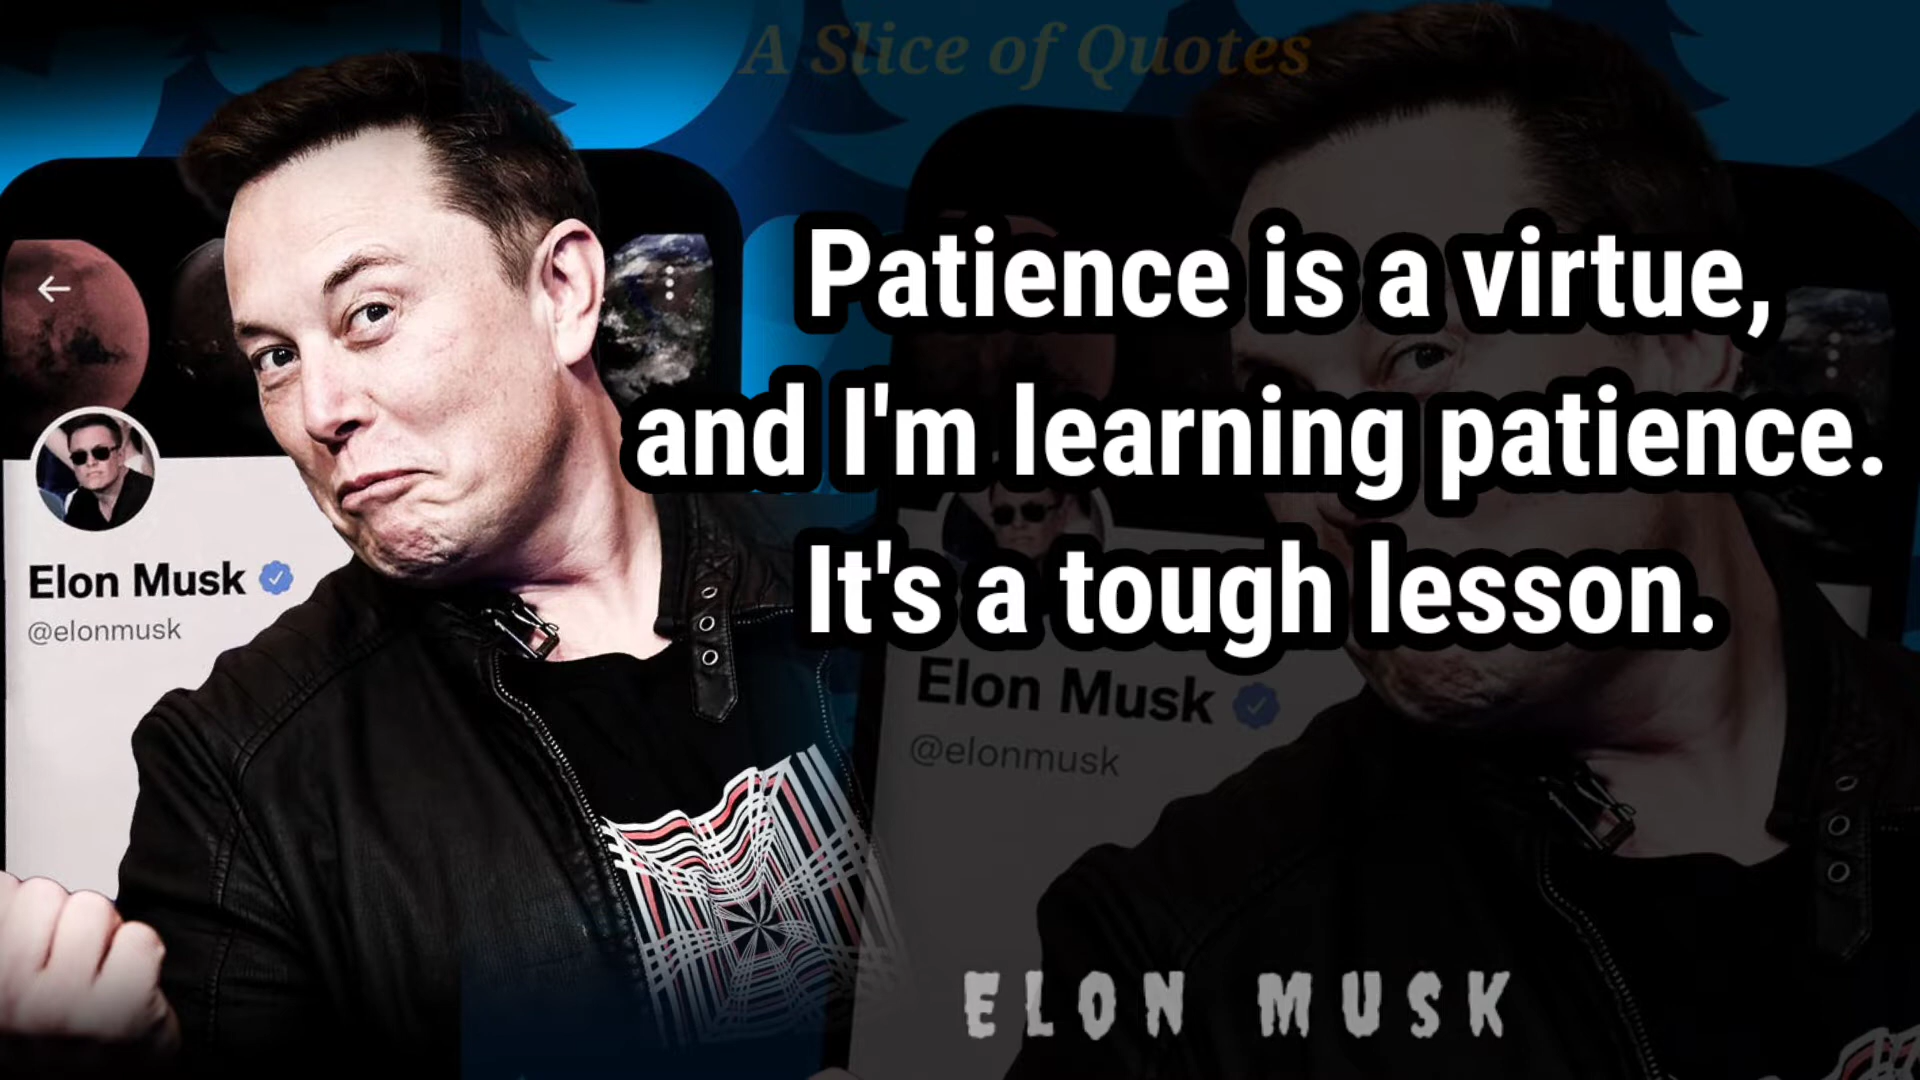 A Slice of Quotes
Patience is a virtue,
and I'm learning patience.
It's a tough lesson.
Elon Musk
@elonmusk
Elon Musk
@elonmusk
ELON MUSK